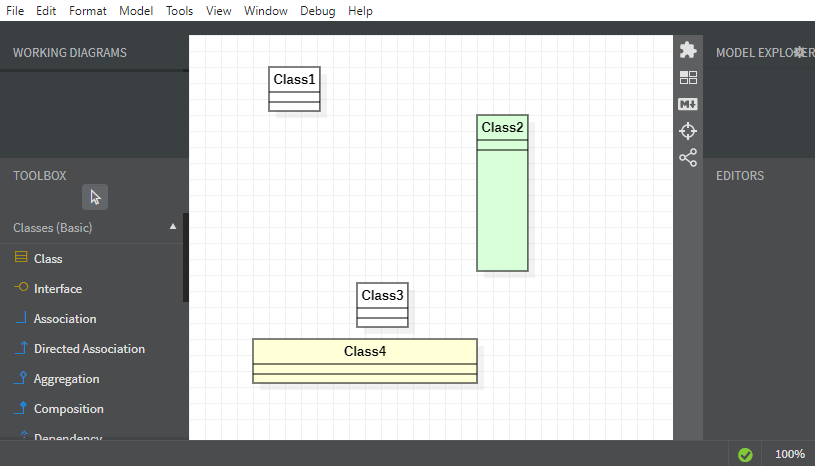 File Edit Format Model Tools View Window Debug Help
WORKING DIAGRAMS
TOOLBOX
Classes (Basic)
Class
Interface
Association
Directed Association
Aggregation
Composition
Dependency
Class1
Class2
Class3
Class4
MODEL EXPLORER
EDITORS
100%